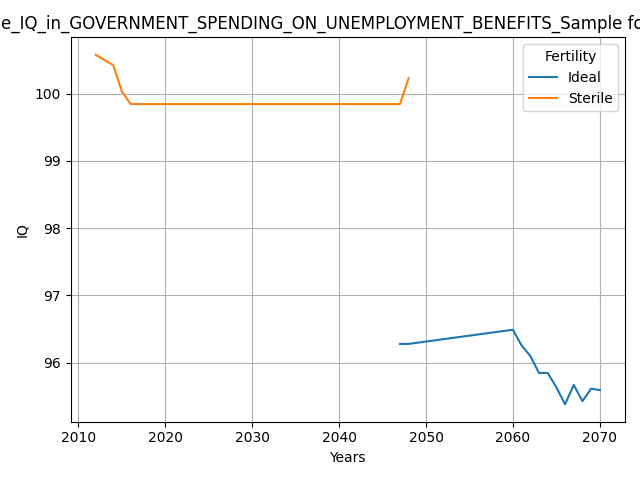 e_IQ_in_GOVERNMENT_SPENDING_ON_UNEMPLOYMENT_BENEFITS_Sample fo
Fertility
Ideal
Sterile
100
99
98
97
96
IQ
2010 2020 2030 2040 2050 2060 2070
Years